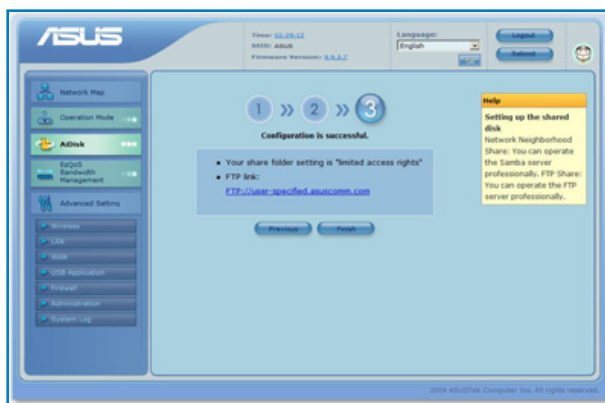 ASUS
Time: 02:29:12
SSID: ASUS
Firmware Version:
Language:
English
Logout
Reboot
Network Map
Operation Mode
AiDisk
EzQoS
Bandwidth
Management
Advanced Setting
Wireless
LAN
WAN
USB Application
Firewall
Administration
System Log
1 » 2 » 3
Configuration is successful.
Your share folder setting is "limited access rights"
FTP link:
FTP://user-specified.asuscomm.com
Previous
Finish
Help
Setting up the shared
disk
Network Neighborhood
Share: You can operate
the Samba server
professionally. FTP Share:
You can operate the FTP
server professionally.
2009 ASUSTek Computer Inc. All rights reserved.